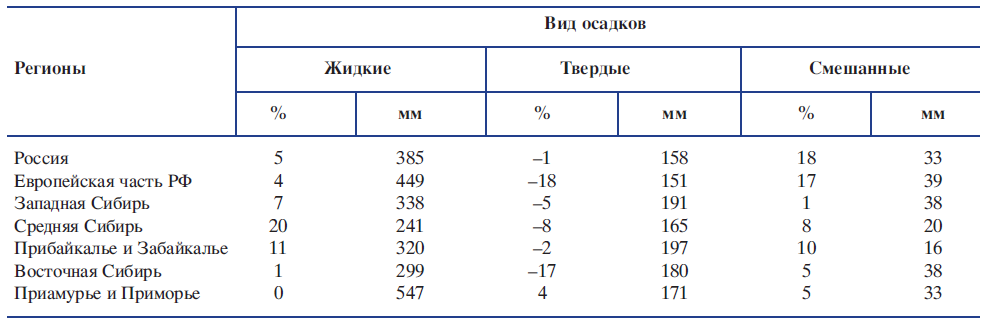 Вид осадков
Регионы Жидкие Твердые Смешанные
% мм % мм % мм
Россия 5 385 –1 158 18 33
Европейская часть РФ 4 449 –18 151 17 39
Западная Сибирь 7 338 –5 191 1 38
Средняя Сибирь 20 241 –8 165 8 20
Прибайкалье и Забайкалье 11 320 –2 197 10 16
Восточная Сибирь 1 299 –17 180 5 38
Приамурье и Приморье 0 547 4 171 5 33